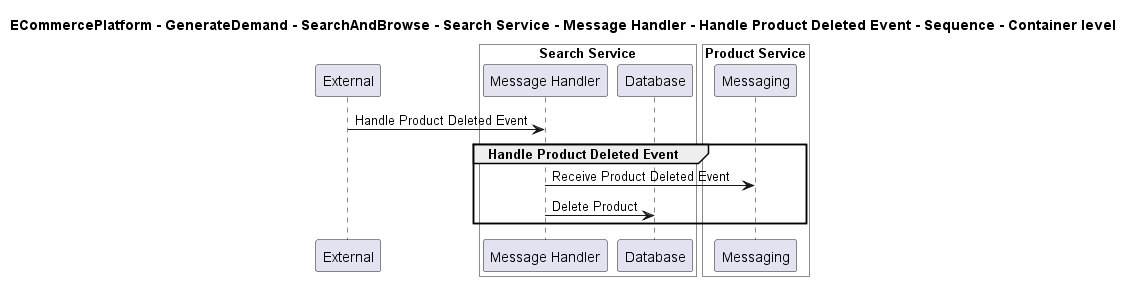 ECommercePlatform - GenerateDemand - SearchAndBrowse - Search Service - Message Handler - Handle Product Deleted Event - Sequence - Container level
Search Service
Product Service
External
Message Handler
Database
Messaging
Handle Product Deleted Event
Handle Product Deleted Event
Receive Product Deleted Event
Delete Product
External
Message Handler
Database
Messaging